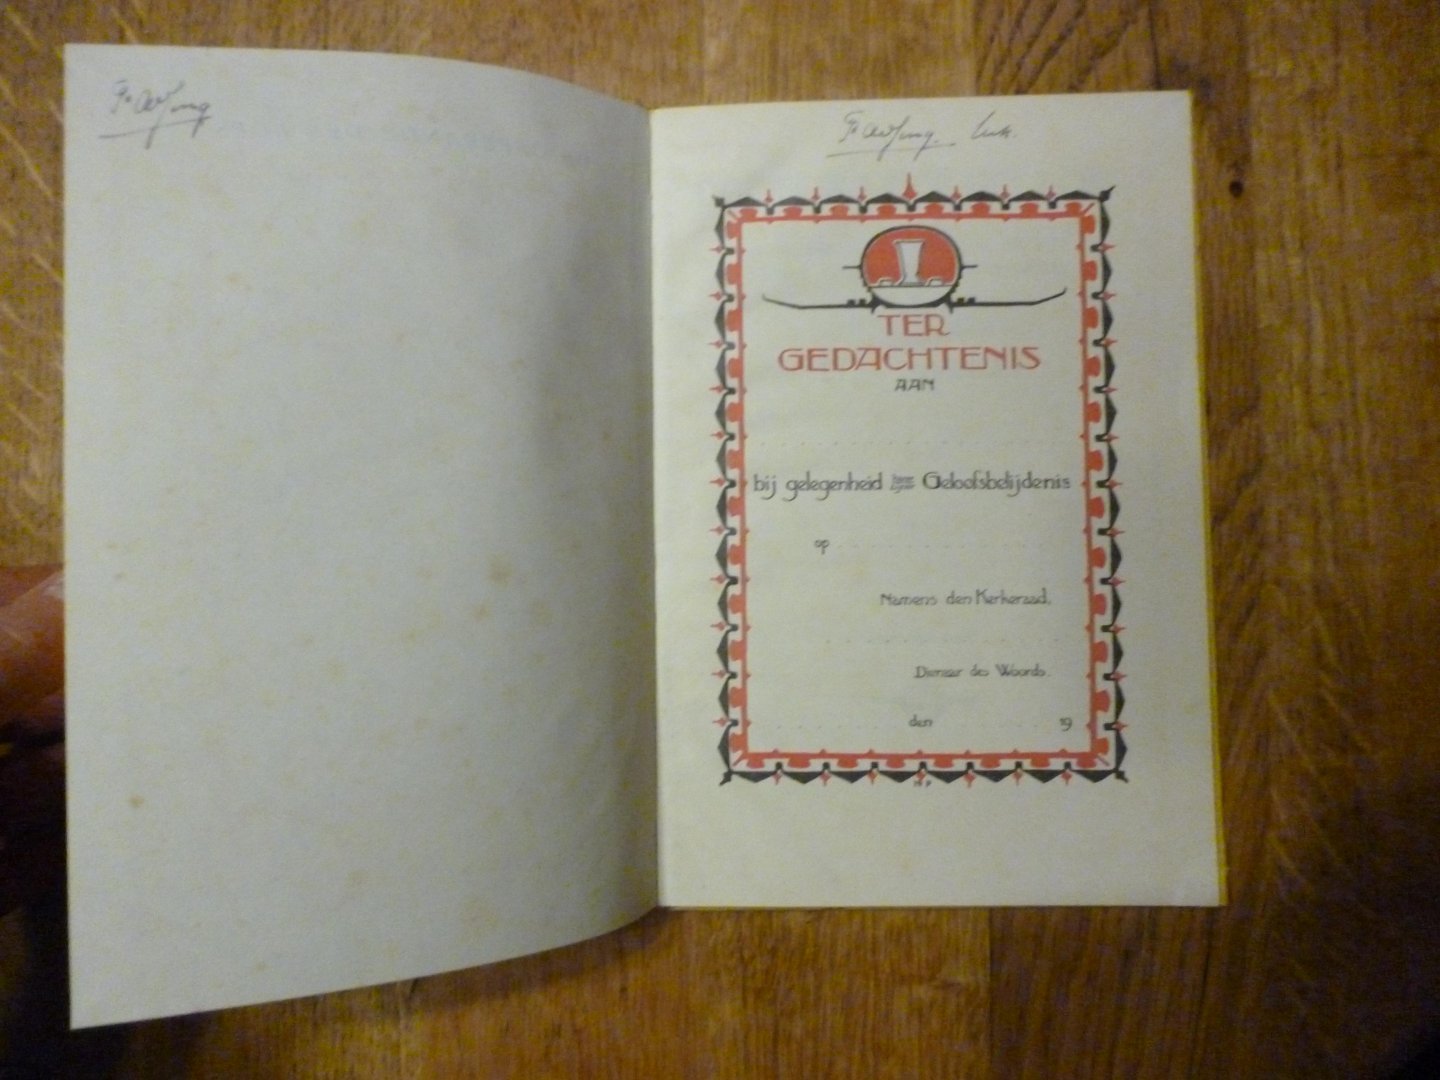 TER
GEDACHTENIS
AAN
bij gelegenheid Geloofsbelijdenis
op
Namens den Kerkeraad,
Dienaar des Woords.
den 19